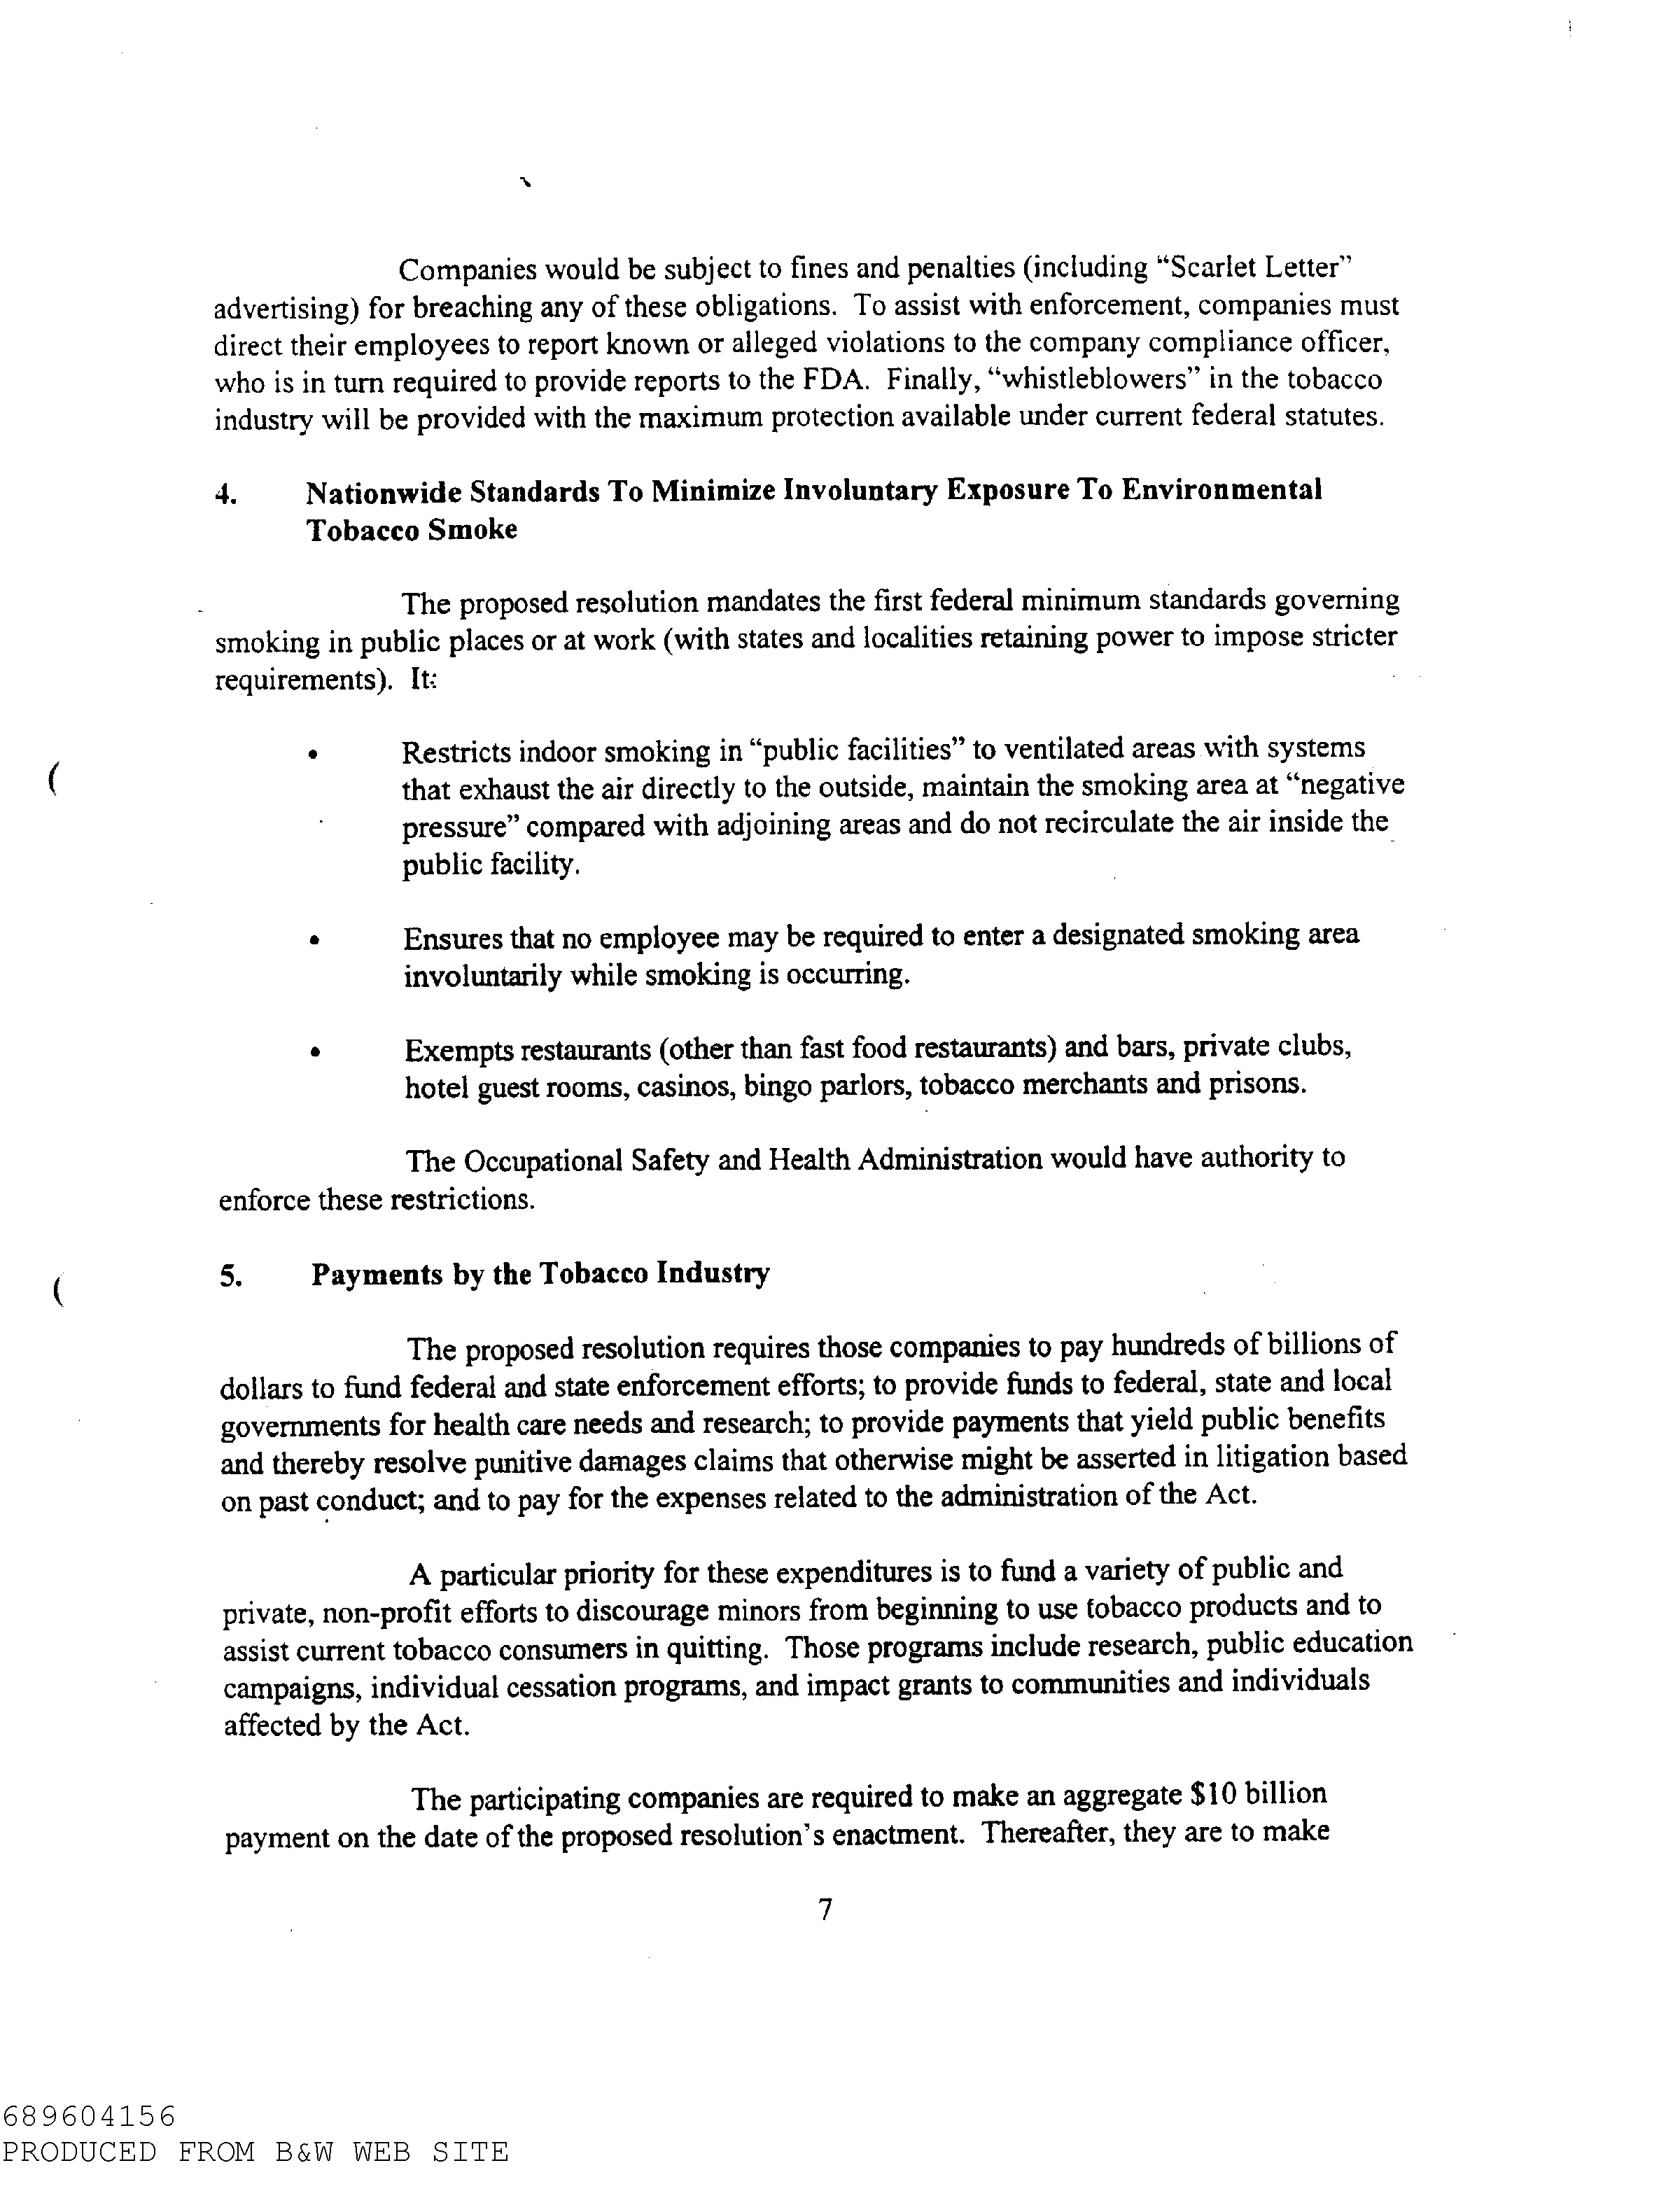 Companies would be subject to fines and penalties (including “Scarlet Letter”
advertising) for breaching any of these obligations. To assist with enforcement, companies must
direct their employees to report known or alleged violations to the company compliance officer,
who is in turn required to provide reports to the FDA. Finally, “whistleblowers” in the tobacco
industry will be provided with the maximum protection available under current federal statutes.
4. Nationwide Standards To Minimize Involuntary Exposure To Environmental
Tobacco Smoke
The proposed resolution mandates the first federal minimum standards governing
smoking in public places or at work (with states and localities retaining power to impose stricter
requirements). It:
• Restricts indoor smoking in “public facilities” to ventilated areas with systems
that exhaust the air directly to the outside, maintain the smoking area at “negative
pressure” compared with adjoining areas and do not recirculate the air inside the
public facility.
• Ensures that no employee may be required to enter a designated smoking area
involuntarily while smoking is occurring.
• Exempts restaurants (other than fast food restaurants) and bars, private clubs,
hotel guest rooms, casinos, bingo parlors, tobacco merchants and prisons.
The Occupational Safety and Health Administration would have authority to
enforce these restrictions.
5. Payments by the Tobacco Industry
The proposed resolution requires those companies to pay hundreds of billions of
dollars to fund federal and state enforcement efforts; to provide funds to federal, state and local
governments for health care needs and research; to provide payments that yield public benefits
and thereby resolve punitive damages claims that otherwise might be asserted in litigation based
on past conduct; and to pay for the expenses related to the administration of the Act.
A particular priority for these expenditures is to fund a variety of public and
private, non-profit efforts to discourage minors from beginning to use tobacco products and to
assist current tobacco consumers in quitting. Those programs include research, public education
campaigns, individual cessation programs, and impact grants to communities and individuals
affected by the Act.
The participating companies are required to make an aggregate $10 billion
payment on the date of the proposed resolution’s enactment. Thereafter, they are to make
7
689604156
PRODUCED FROM B&W WEB SITE